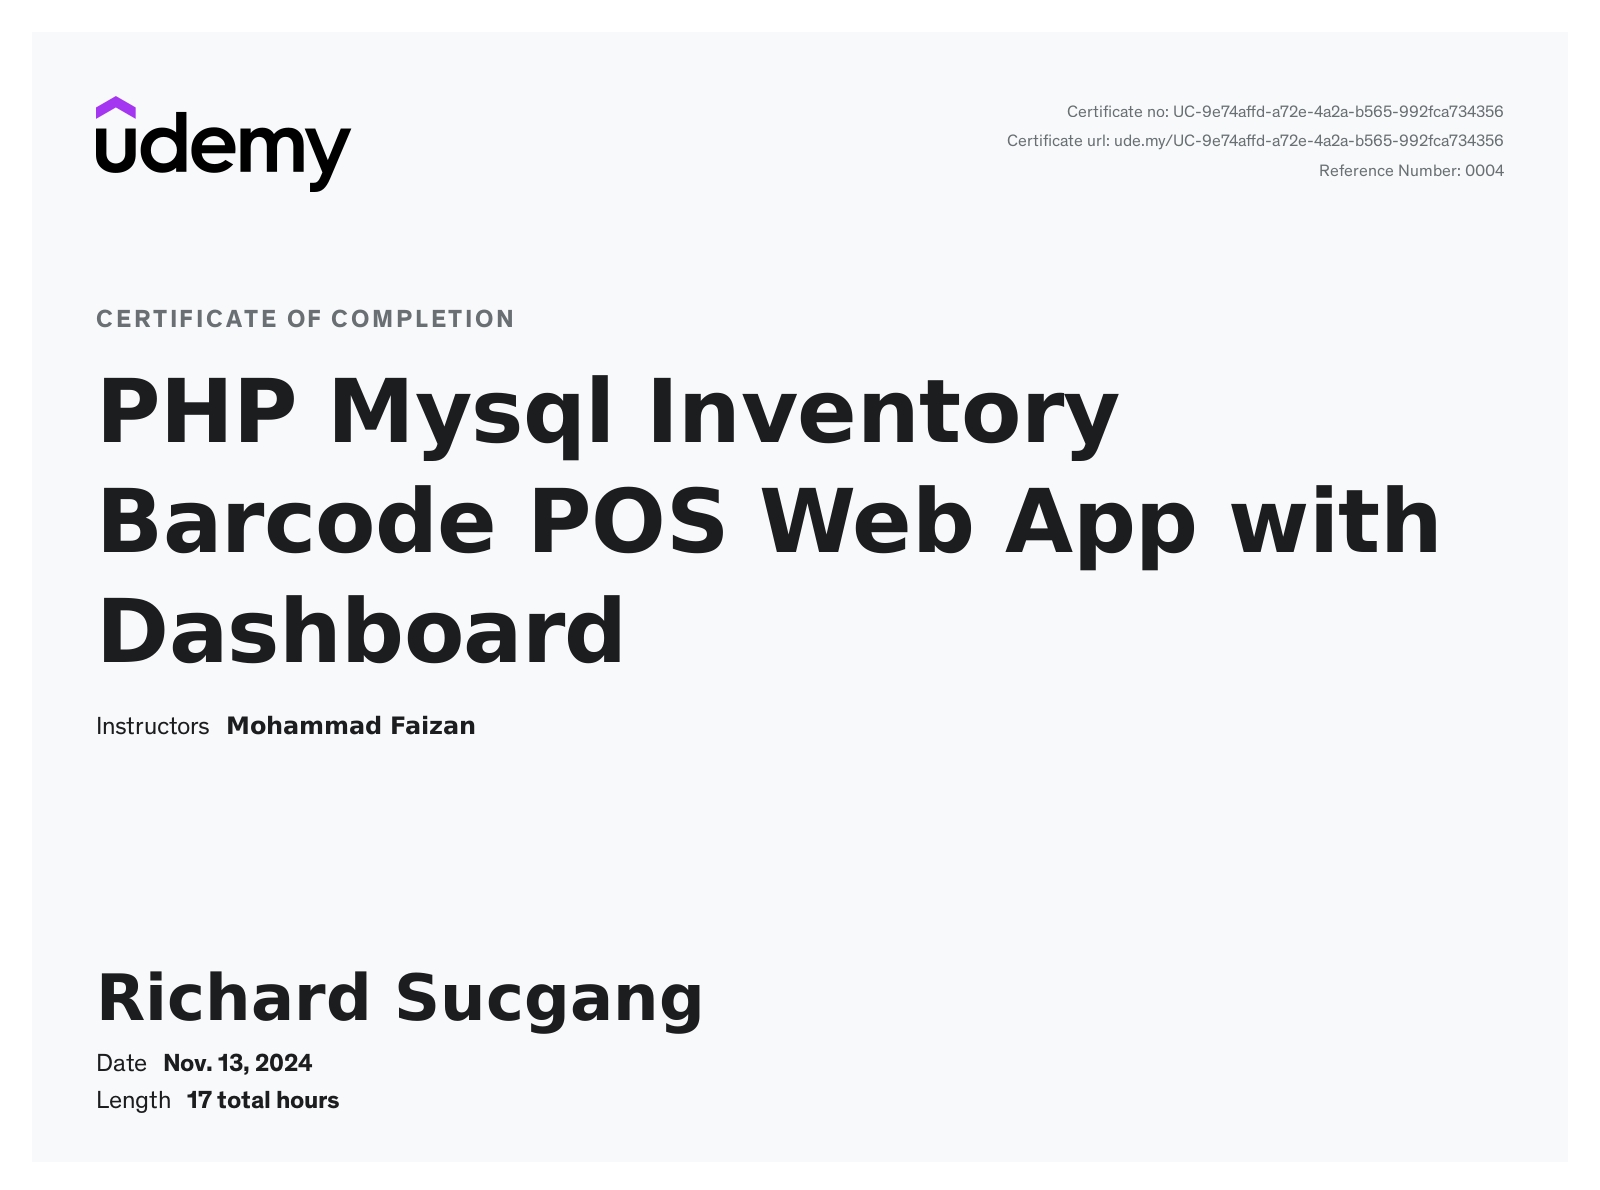 udemy
Certificate no: UC-9e74affd-a72e-4a2a-b565-992fca734356
Certificate url: ude.my/UC-9e74affd-a72e-4a2a-b565-992fca734356
Reference Number: 0004
CERTIFICATE OF COMPLETION
PHP Mysql Inventory
Barcode POS Web App with
Dashboard
Instructors Mohammad Faizan
Richard Sucgang
Date Nov. 13, 2024
Length 17 total hours